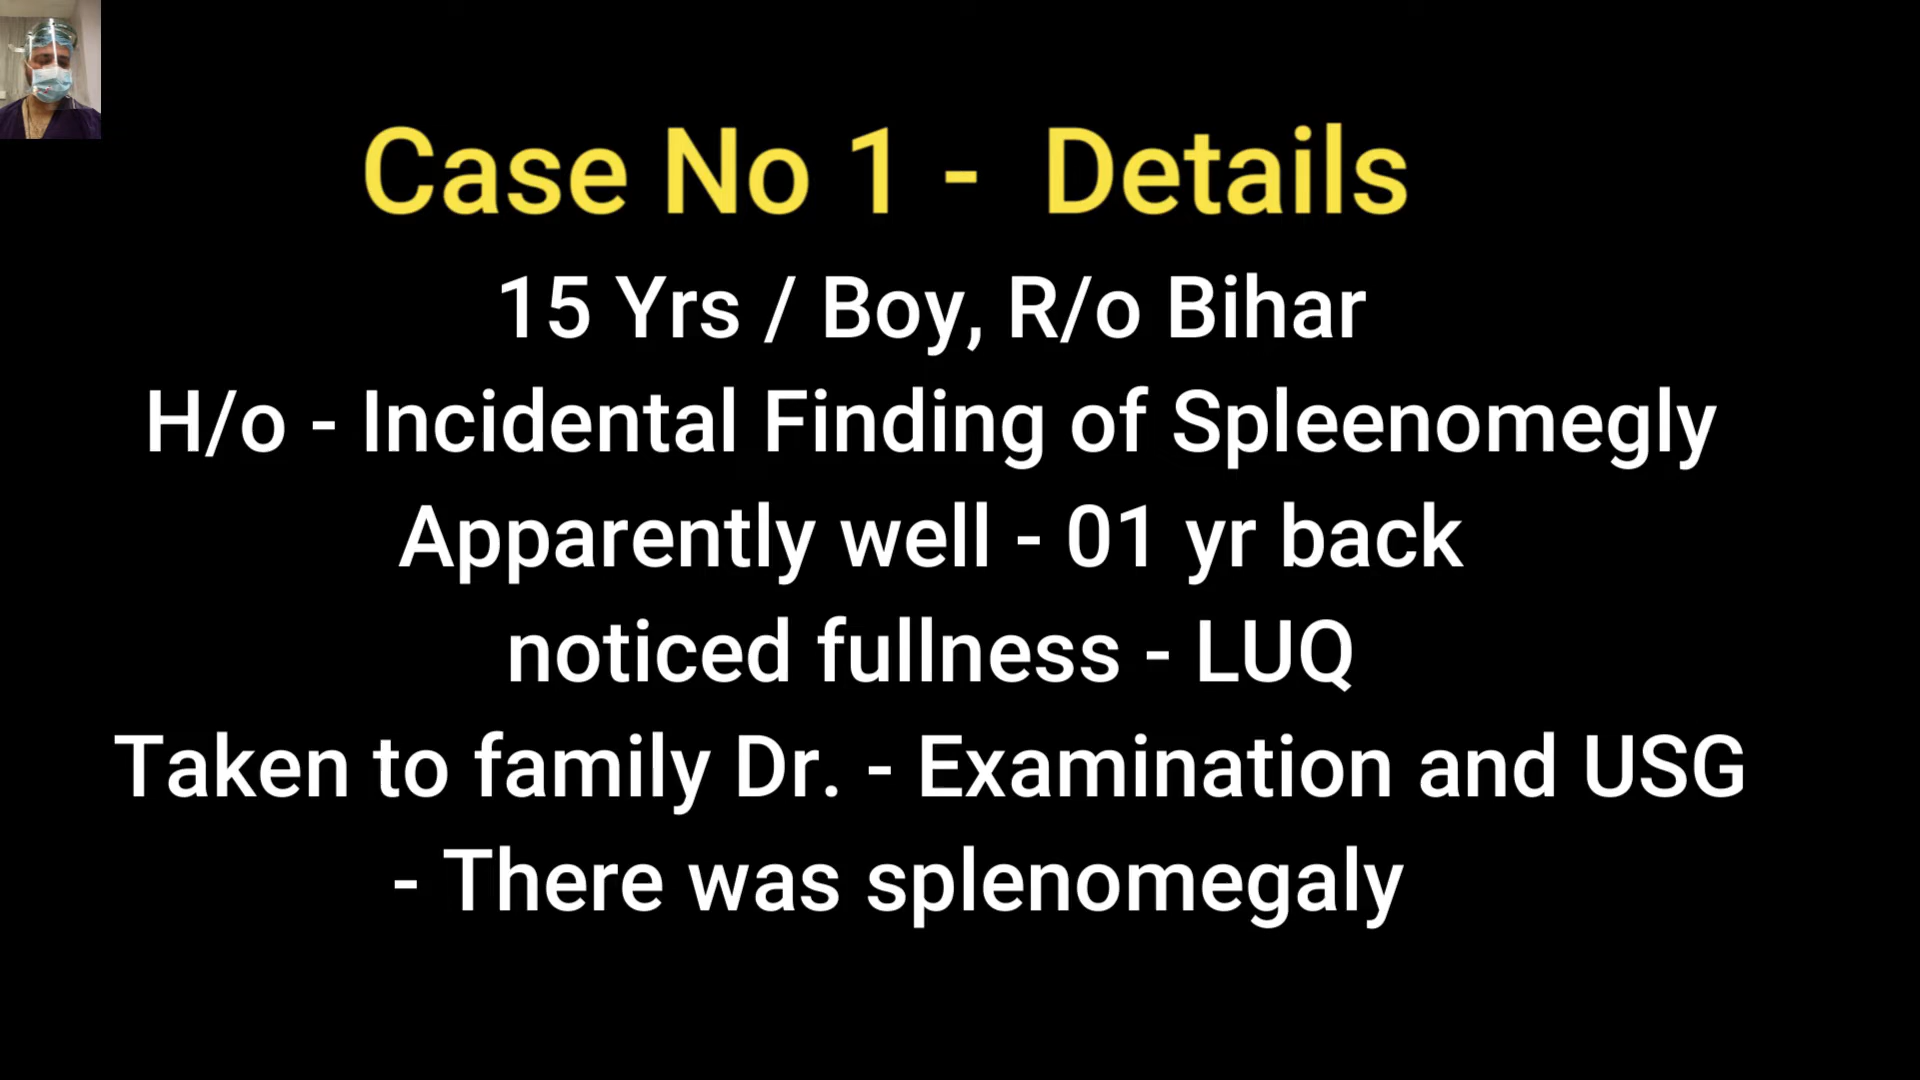 Case No 1 - Details
15 Yrs / Boy, R/o Bihar
H/o - Incidental Finding of Spleenomegly
Apparently well - 01 yr back
noticed fullness - LUQ
Taken to family Dr. - Examination and USG
- There was splenomegaly